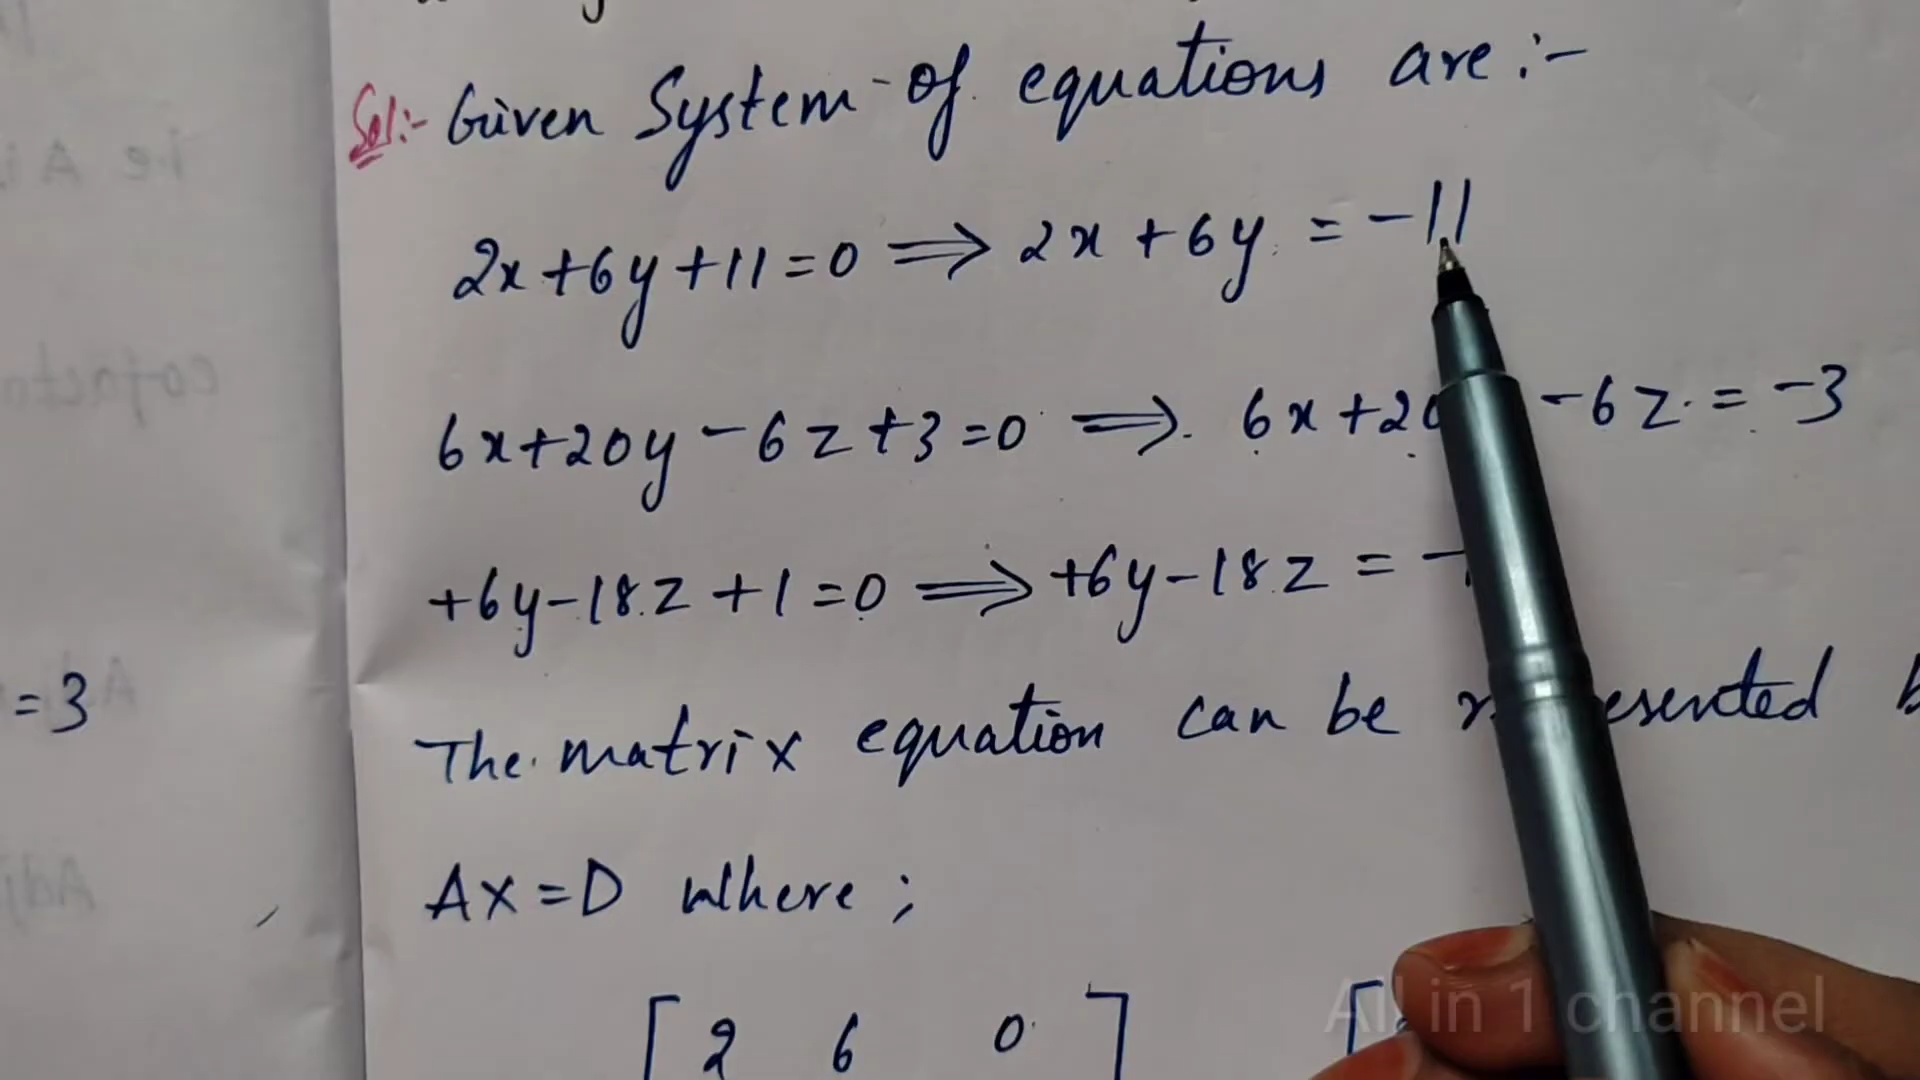 Sol:- Given System of equations are :-
2x+6y+11=0 ⟹ 2x+6y = -11
6x+20y-6z+3=0 ⟹ 6x+20 -6z = -3
+6y-18z+1=0 ⟹ +6y-18z = -
= 3
The matrix equation can be
AX=D where ;
[ 2 6 0 ] [
All in 1 channel